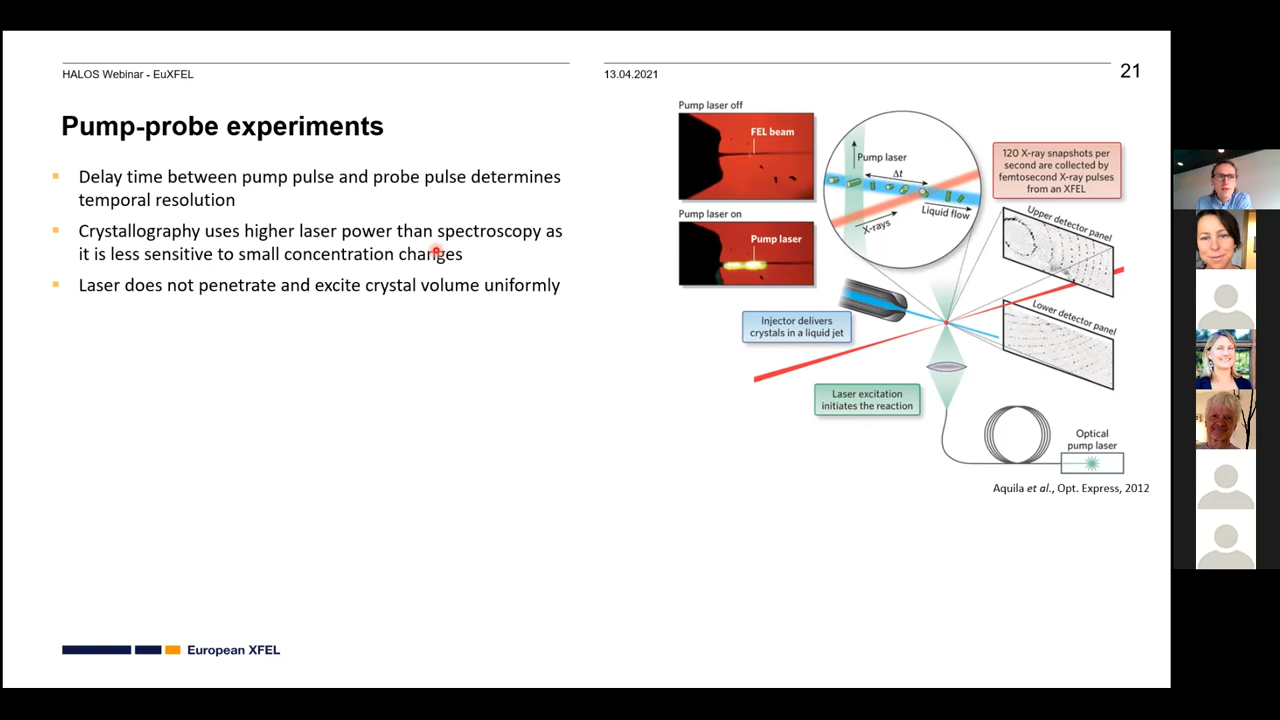 HALOS Webinar - EuXFEL
13.04.2021
21
Pump-probe experiments
Delay time between pump pulse and probe pulse determines
temporal resolution
Crystallography uses higher laser power than spectroscopy as
it is less sensitive to small concentration changes
Laser does not penetrate and excite crystal volume uniformly
Pump laser off
FEL beam
Pump laser on
Pump laser
Pump laser
Δt
Liquid flow
X-rays
120 X-ray snapshots per
second are collected by
femtosecond X-ray pulses
from an XFEL
Upper detector panel
Lower detector panel
Injector delivers
crystals in a liquid jet
Laser excitation
initiates the reaction
Optical
pump laser
Aquila et al., Opt. Express, 2012
European XFEL